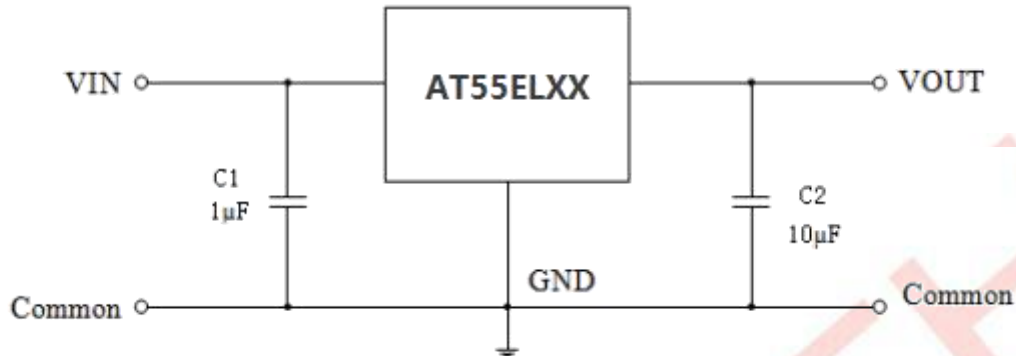 VIN
AT55ELXX
VOUT
C1
1µF
C2
10µF
GND
Common
Common